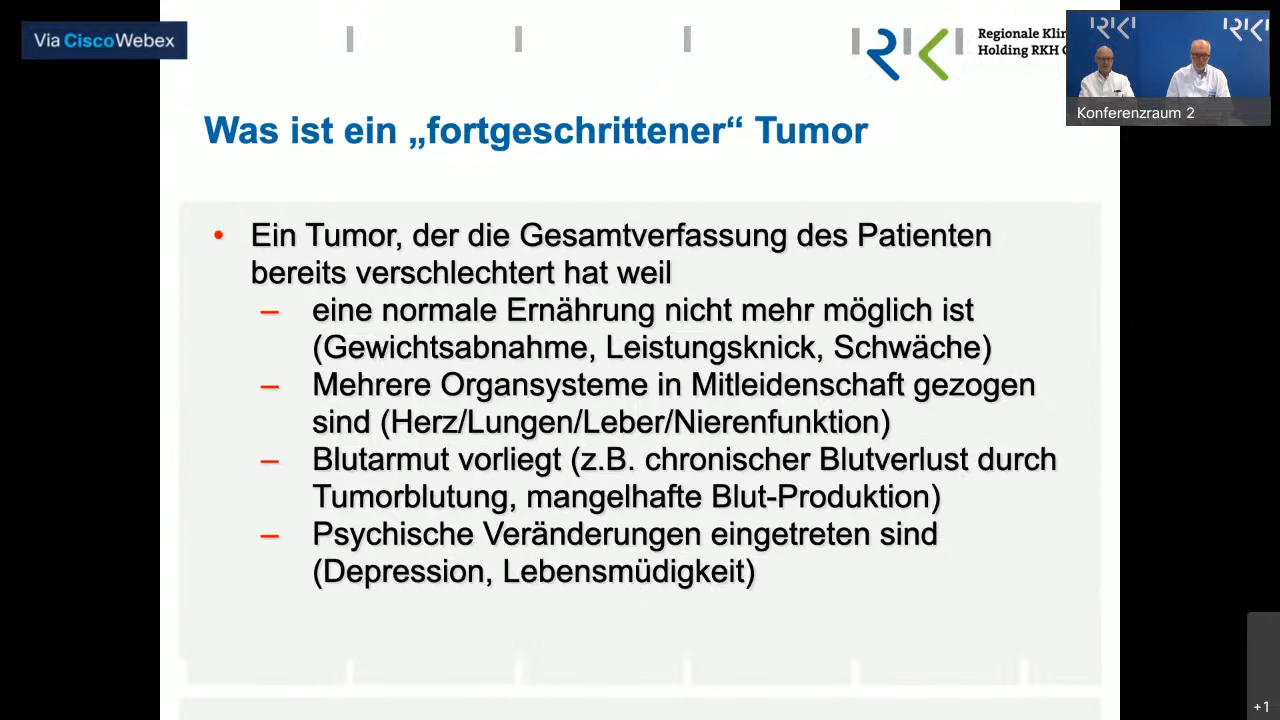 Via CiscoWebex
Regionale Klin
Holding RKH G
Konferenzraum 2
Was ist ein „fortgeschrittener“ Tumor
• Ein Tumor, der die Gesamtverfassung des Patienten
bereits verschlechtert hat weil
– eine normale Ernährung nicht mehr möglich ist
(Gewichtsabnahme, Leistungsknick, Schwäche)
– Mehrere Organsysteme in Mitleidenschaft gezogen
sind (Herz/Lungen/Leber/Nierenfunktion)
– Blutarmut vorliegt (z.B. chronischer Blutverlust durch
Tumorblutung, mangelhafte Blut-Produktion)
– Psychische Veränderungen eingetreten sind
(Depression, Lebensmüdigkeit)
+1